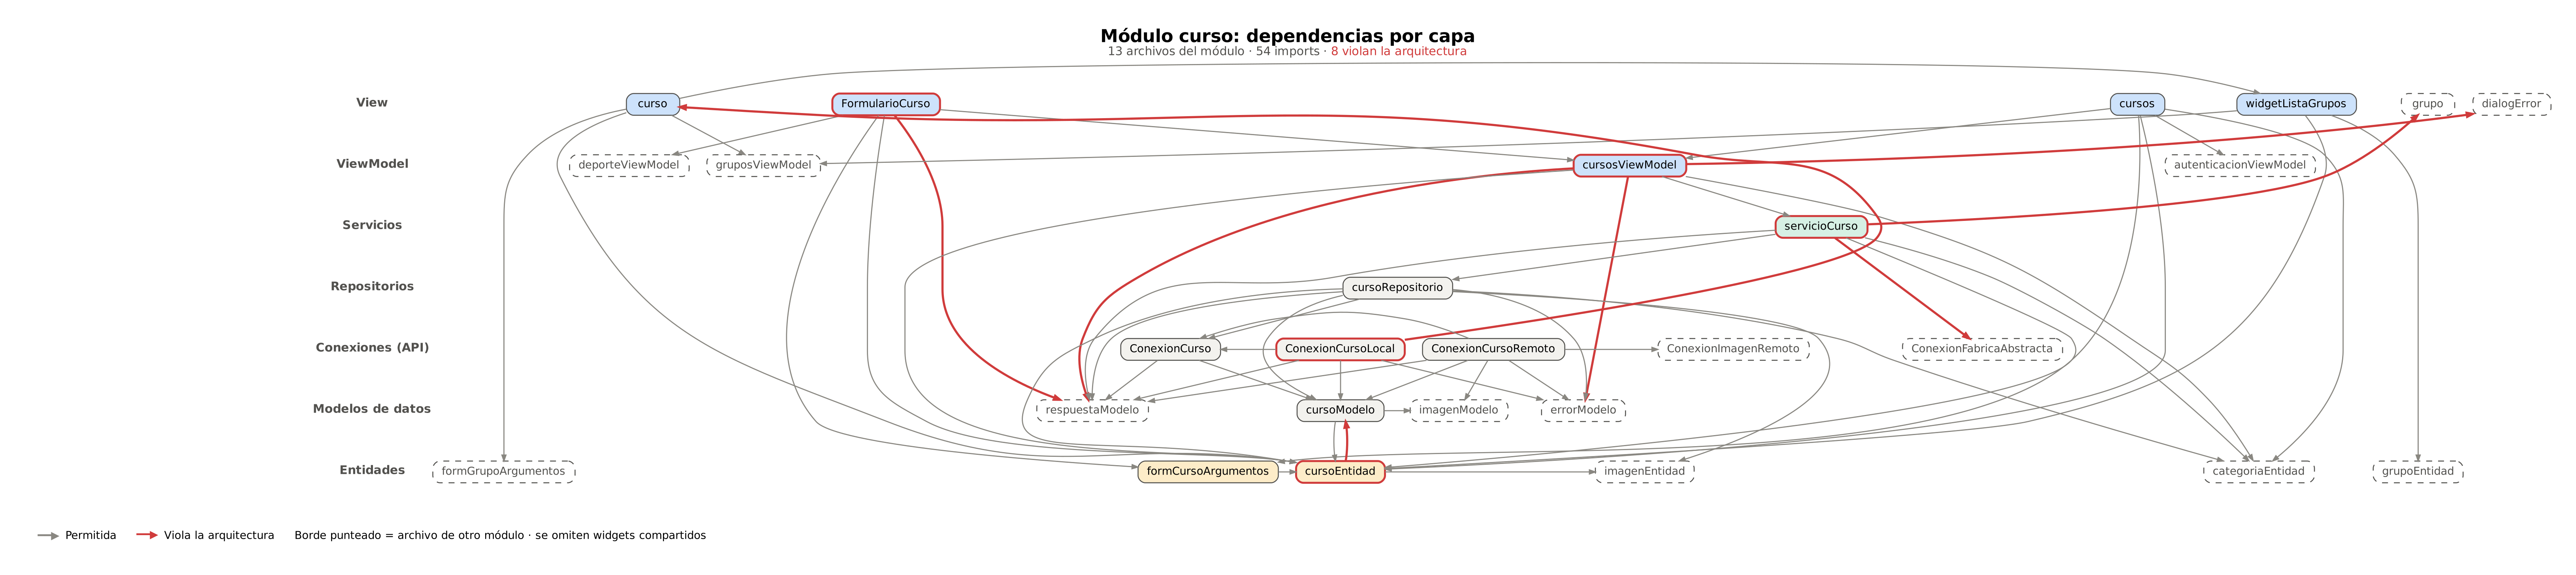 Módulo curso: dependencias por capa
13 archivos del módulo · 54 imports · 8 violan la arquitectura
View
curso
FormularioCurso
cursos
widgetListaGrupos
grupo
dialogError
ViewModel
deporteViewModel
gruposViewModel
cursosViewModel
autenticacionViewModel
Servicios
servicioCurso
Repositorios
cursoRepositorio
Conexiones (API)
ConexionCurso
ConexionCursoLocal
ConexionCursoRemoto
ConexionImagenRemoto
ConexionFabricaAbstracta
Modelos de datos
respuestaModelo
cursoModelo
imagenModelo
errorModelo
Entidades
formGrupoArgumentos
formCursoArgumentos
cursoEntidad
imagenEntidad
categoriaEntidad
grupoEntidad
Permitida
Viola la arquitectura
Borde punteado = archivo de otro módulo · se omiten widgets compartidos